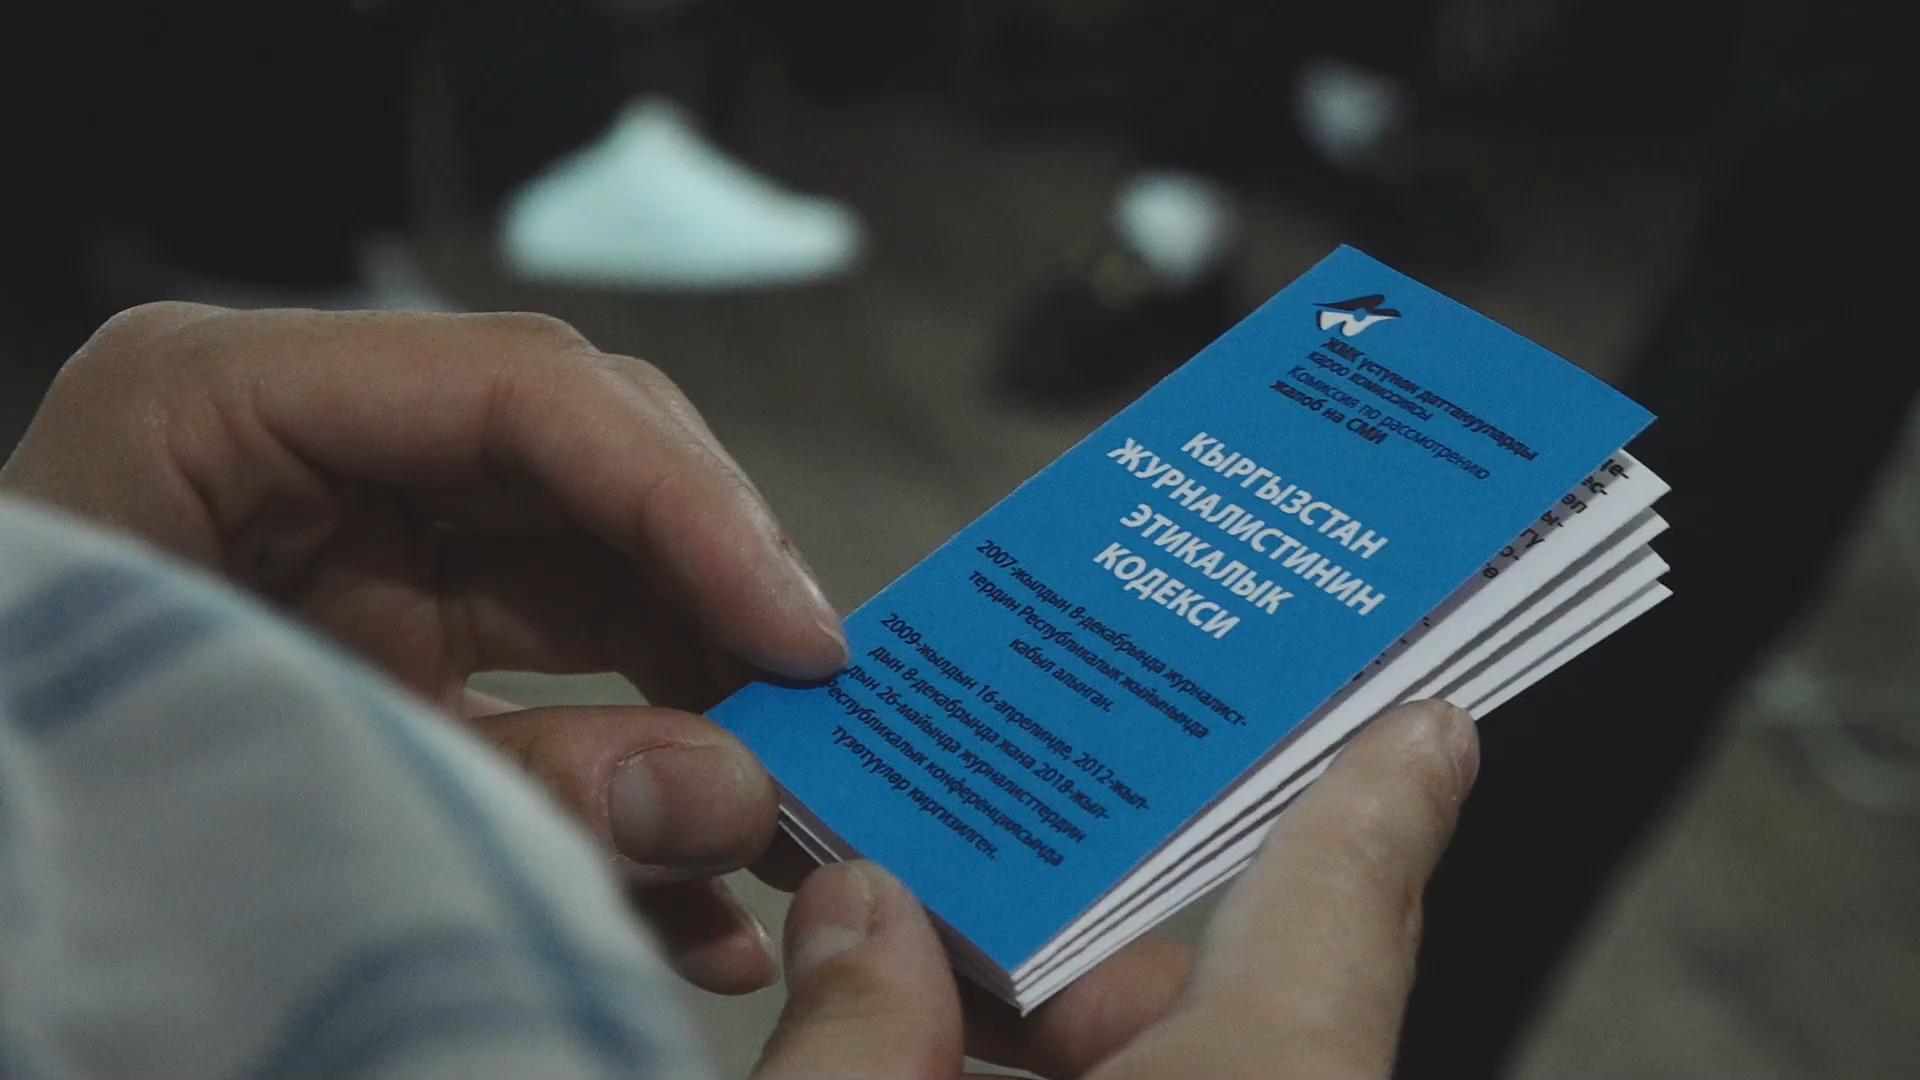 ЖМК үстүнөн даттанууларды
кароо комиссиясы
Комиссия по рассмотрению
жалоб на СМИ
КЫРГЫЗСТАН
ЖУРНАЛИСТИНИН
ЭТИКАЛЫК
КОДЕКСИ
2007-жылдын 8-декабрында журналист-
тердин Республикалык жыйынында
кабыл алынган.
2009-жылдын 16-апрелинде, 2012-жыл-
дын 8-декабрында жана 2018-жыл-
дын 26-майында журналисттердин
Республикалык конференциясында
түзөтүүлөр киргизилген.